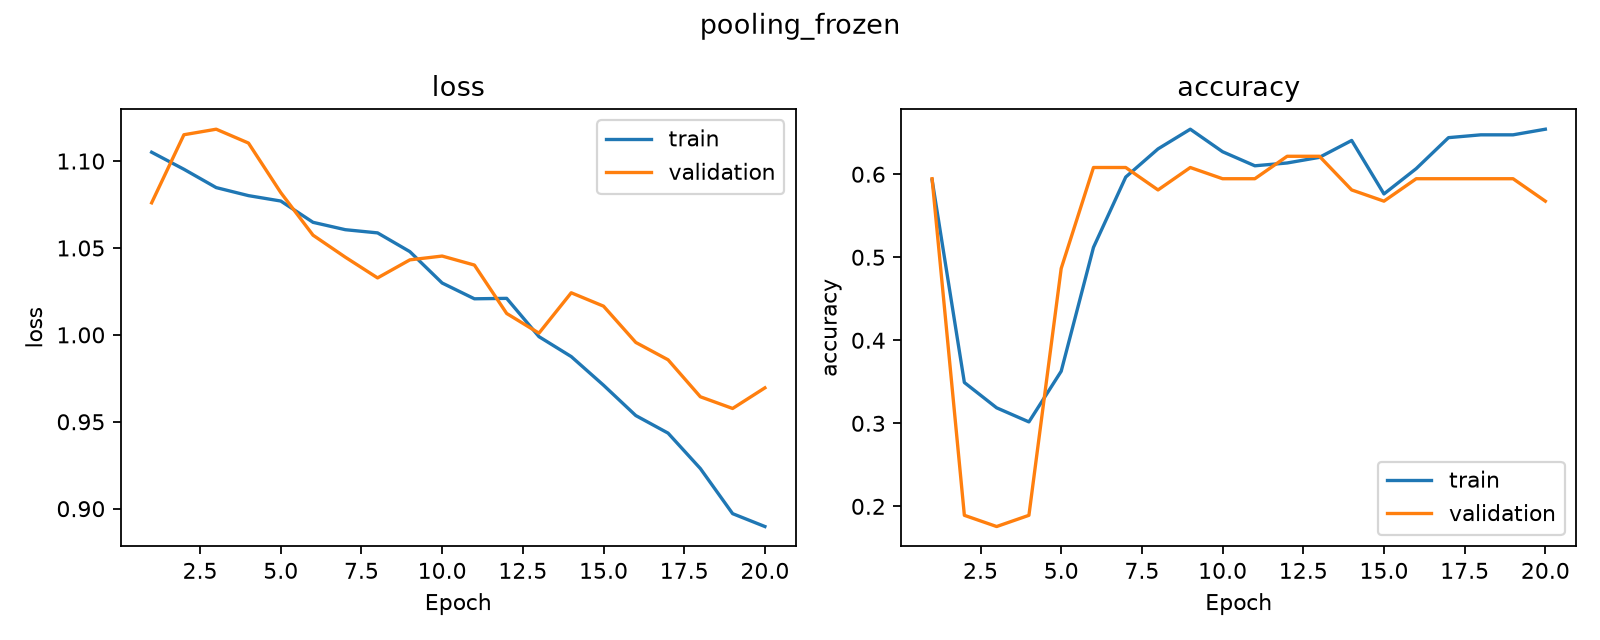 pooling_frozen
loss
train
validation
1.10
1.05
1.00
0.95
0.90
loss
2.5 5.0 7.5 10.0 12.5 15.0 17.5 20.0
Epoch
accuracy
0.6
0.5
0.4
0.3
0.2
accuracy
train
validation
2.5 5.0 7.5 10.0 12.5 15.0 17.5 20.0
Epoch